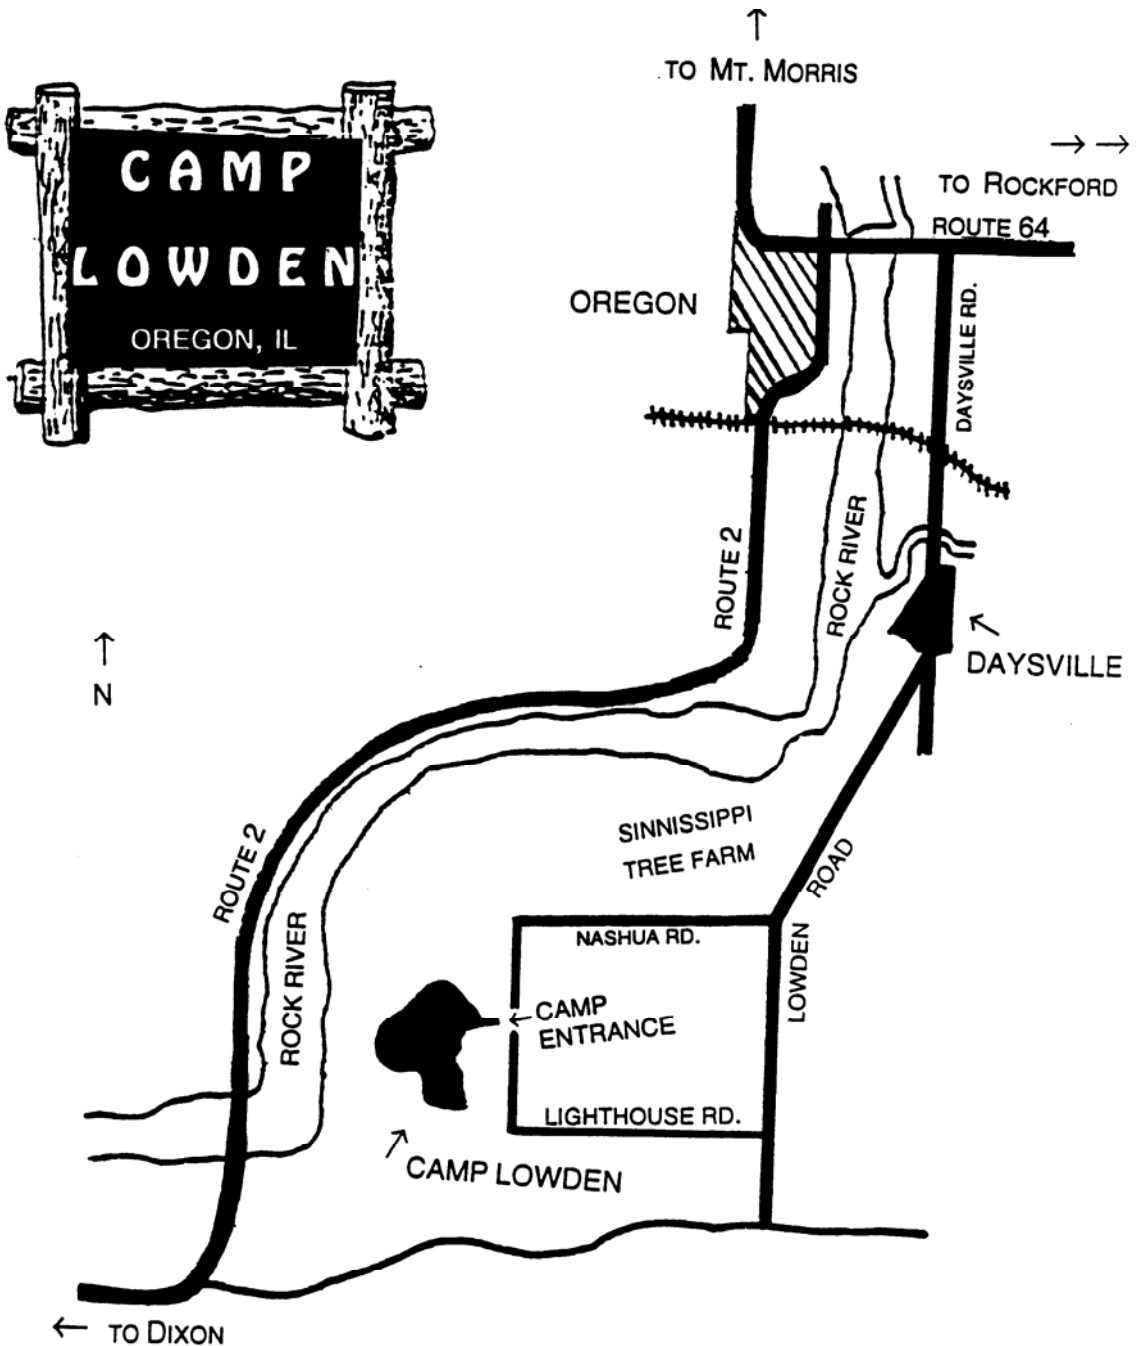 TO MT. MORRIS
TO ROCKFORD
ROUTE 64
CAMP
LOWDEN
OREGON, IL
OREGON
DAYSVILLE RD.
ROUTE 2
ROCK RIVER
DAYSVILLE
N
SINNISSIPPI
TREE FARM
ROUTE 2
ROAD
LOWDEN
NASHUA RD.
ROCK RIVER
CAMP
ENTRANCE
LIGHTHOUSE RD.
CAMP LOWDEN
TO DIXON